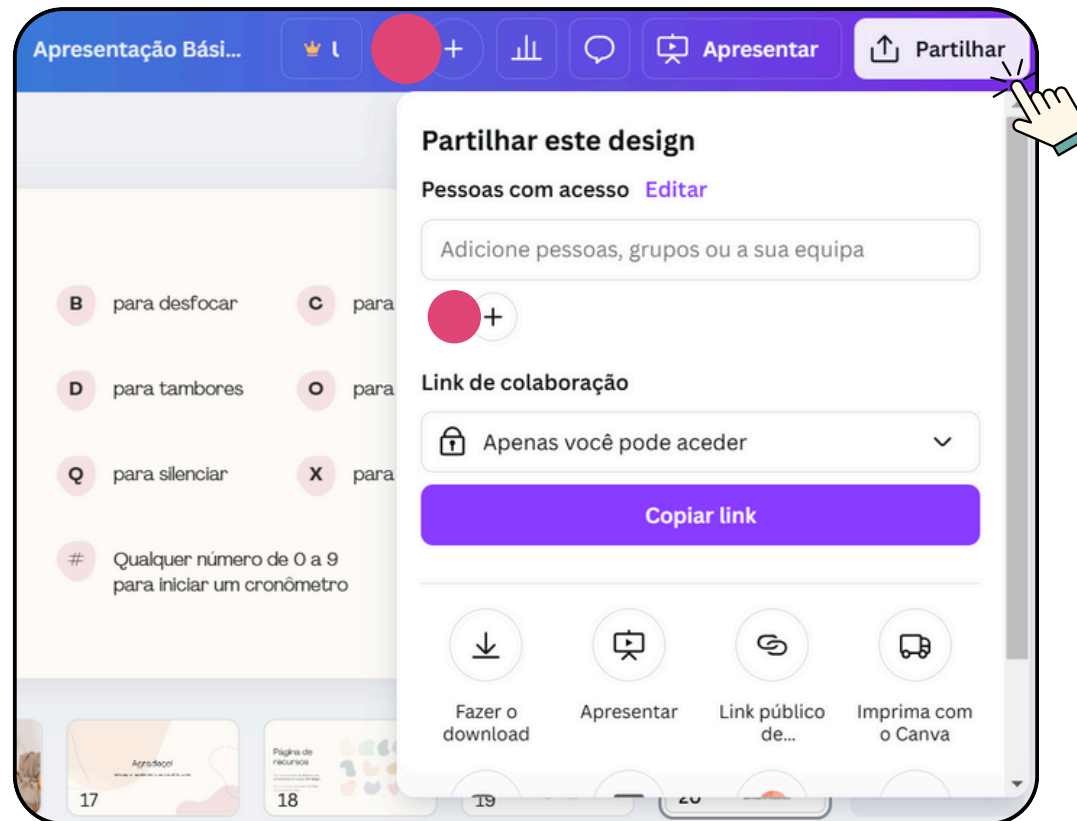 Apresentação Bási...
Apresentar
Partilhar
Partilhar este design
Pessoas com acesso Editar
Adicione pessoas, grupos ou a sua equipa
Link de colaboração
Apenas você pode aceder
Copiar link
Fazer o
download
Apresentar
Link público
de...
Imprima com
o Canva
B para desfocar
C para
D para tambores
O para
Q para silenciar
X para
# Qualquer número de 0 a 9
para iniciar um cronômetro
Agradeço!
17
Página de
recursos
18
19
20